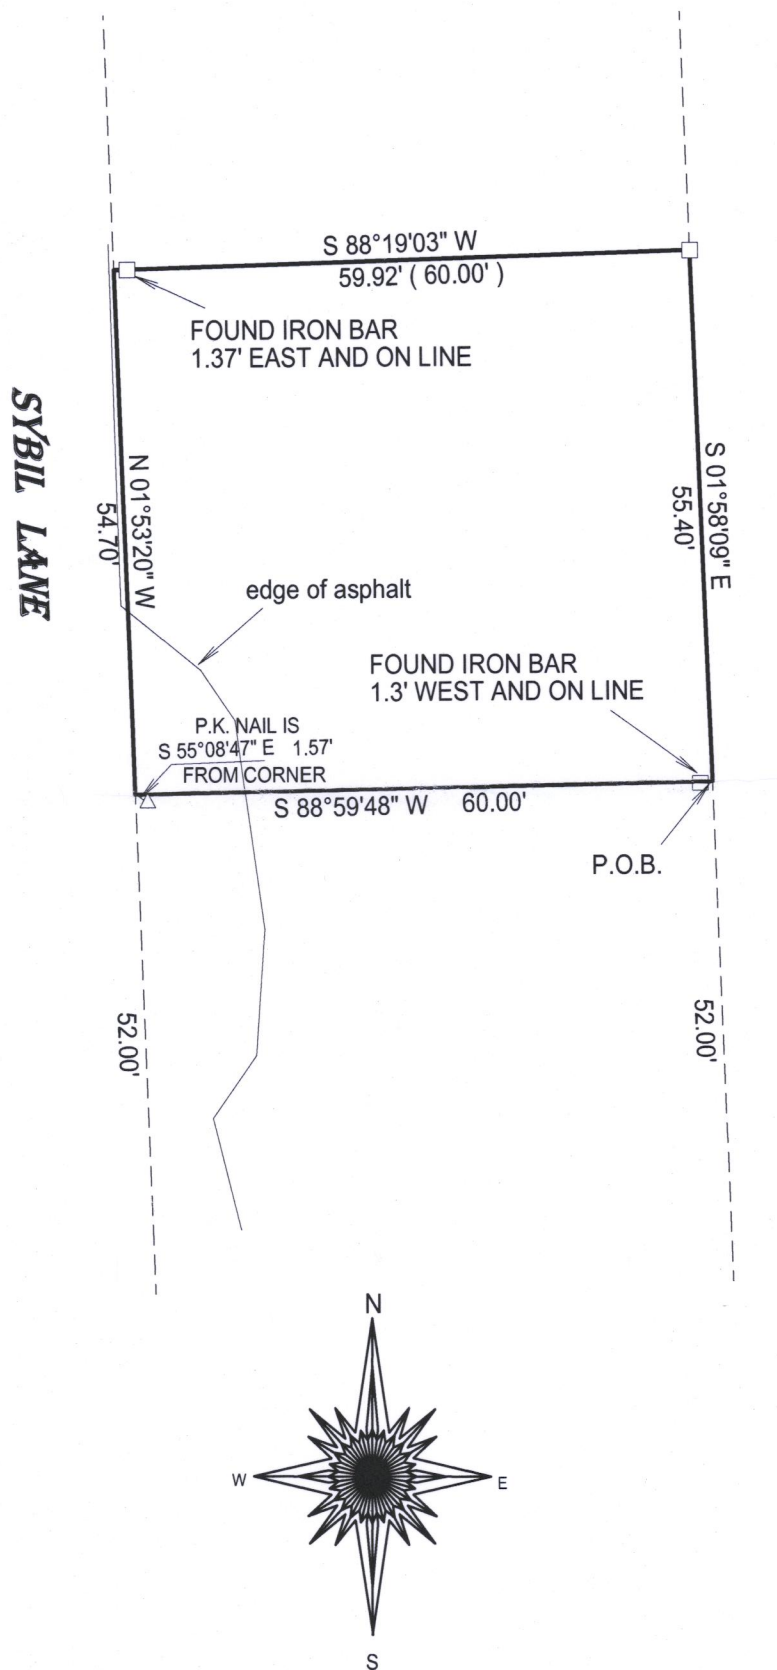 S 88°19'03" W
59.92' ( 60.00' )
FOUND IRON BAR
1.37' EAST AND ON LINE
SYBIL LANE
N 01°53'20" W
54.70'
S 01°58'09" E
55.40'
edge of asphalt
FOUND IRON BAR
1.3' WEST AND ON LINE
P.K. NAIL IS
S 55°08'47" E 1.57'
FROM CORNER
S 88°59'48" W 60.00'
P.O.B.
52.00'
52.00'
N
W
E
S